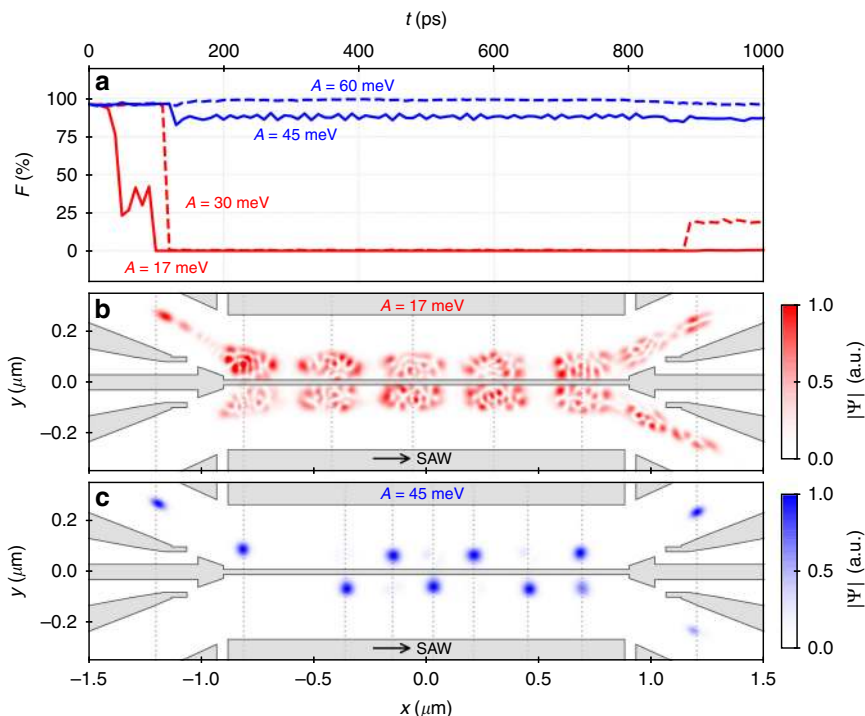 t (ps)
0 200 400 600 800 1000
a
A = 60 meV
100
A = 45 meV
75
F (%)
50
A = 30 meV
25
0
A = 17 meV
b
A = 17 meV
1.0
0.2
y (μm)
0.0
0.5
|Ψ| (a.u.)
−0.2
SAW
0.0
c
A = 45 meV
1.0
0.2
y (μm)
0.0
0.5
|Ψ| (a.u.)
−0.2
SAW
0.0
−1.5 −1.0 −0.5 0.0 0.5 1.0 1.5
x (μm)